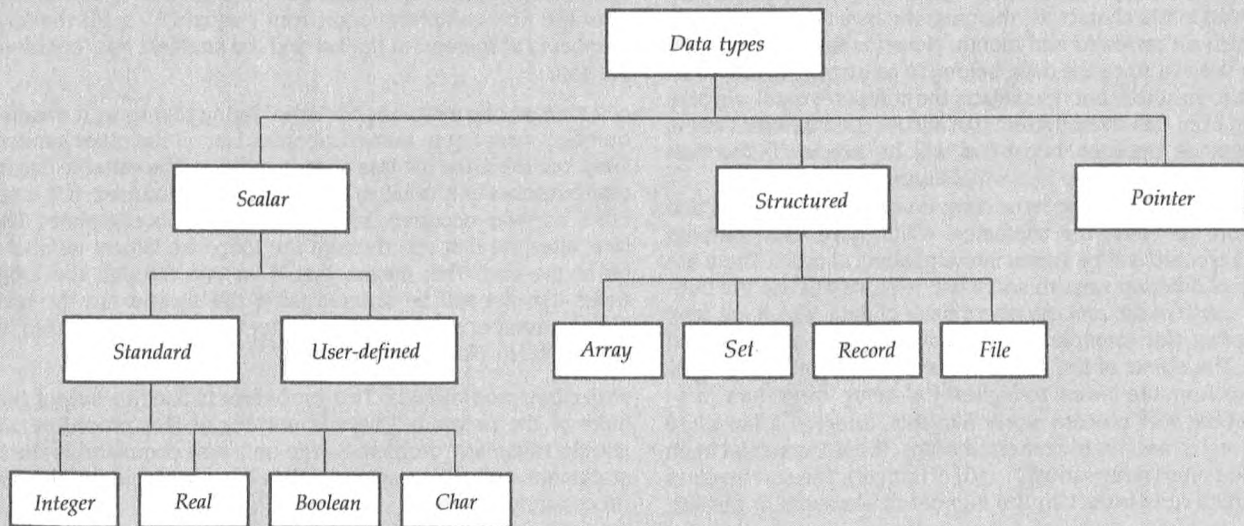 Data types
Scalar
Structured
Pointer
Standard
User-defined
Array
Set
Record
File
Integer
Real
Boolean
Char